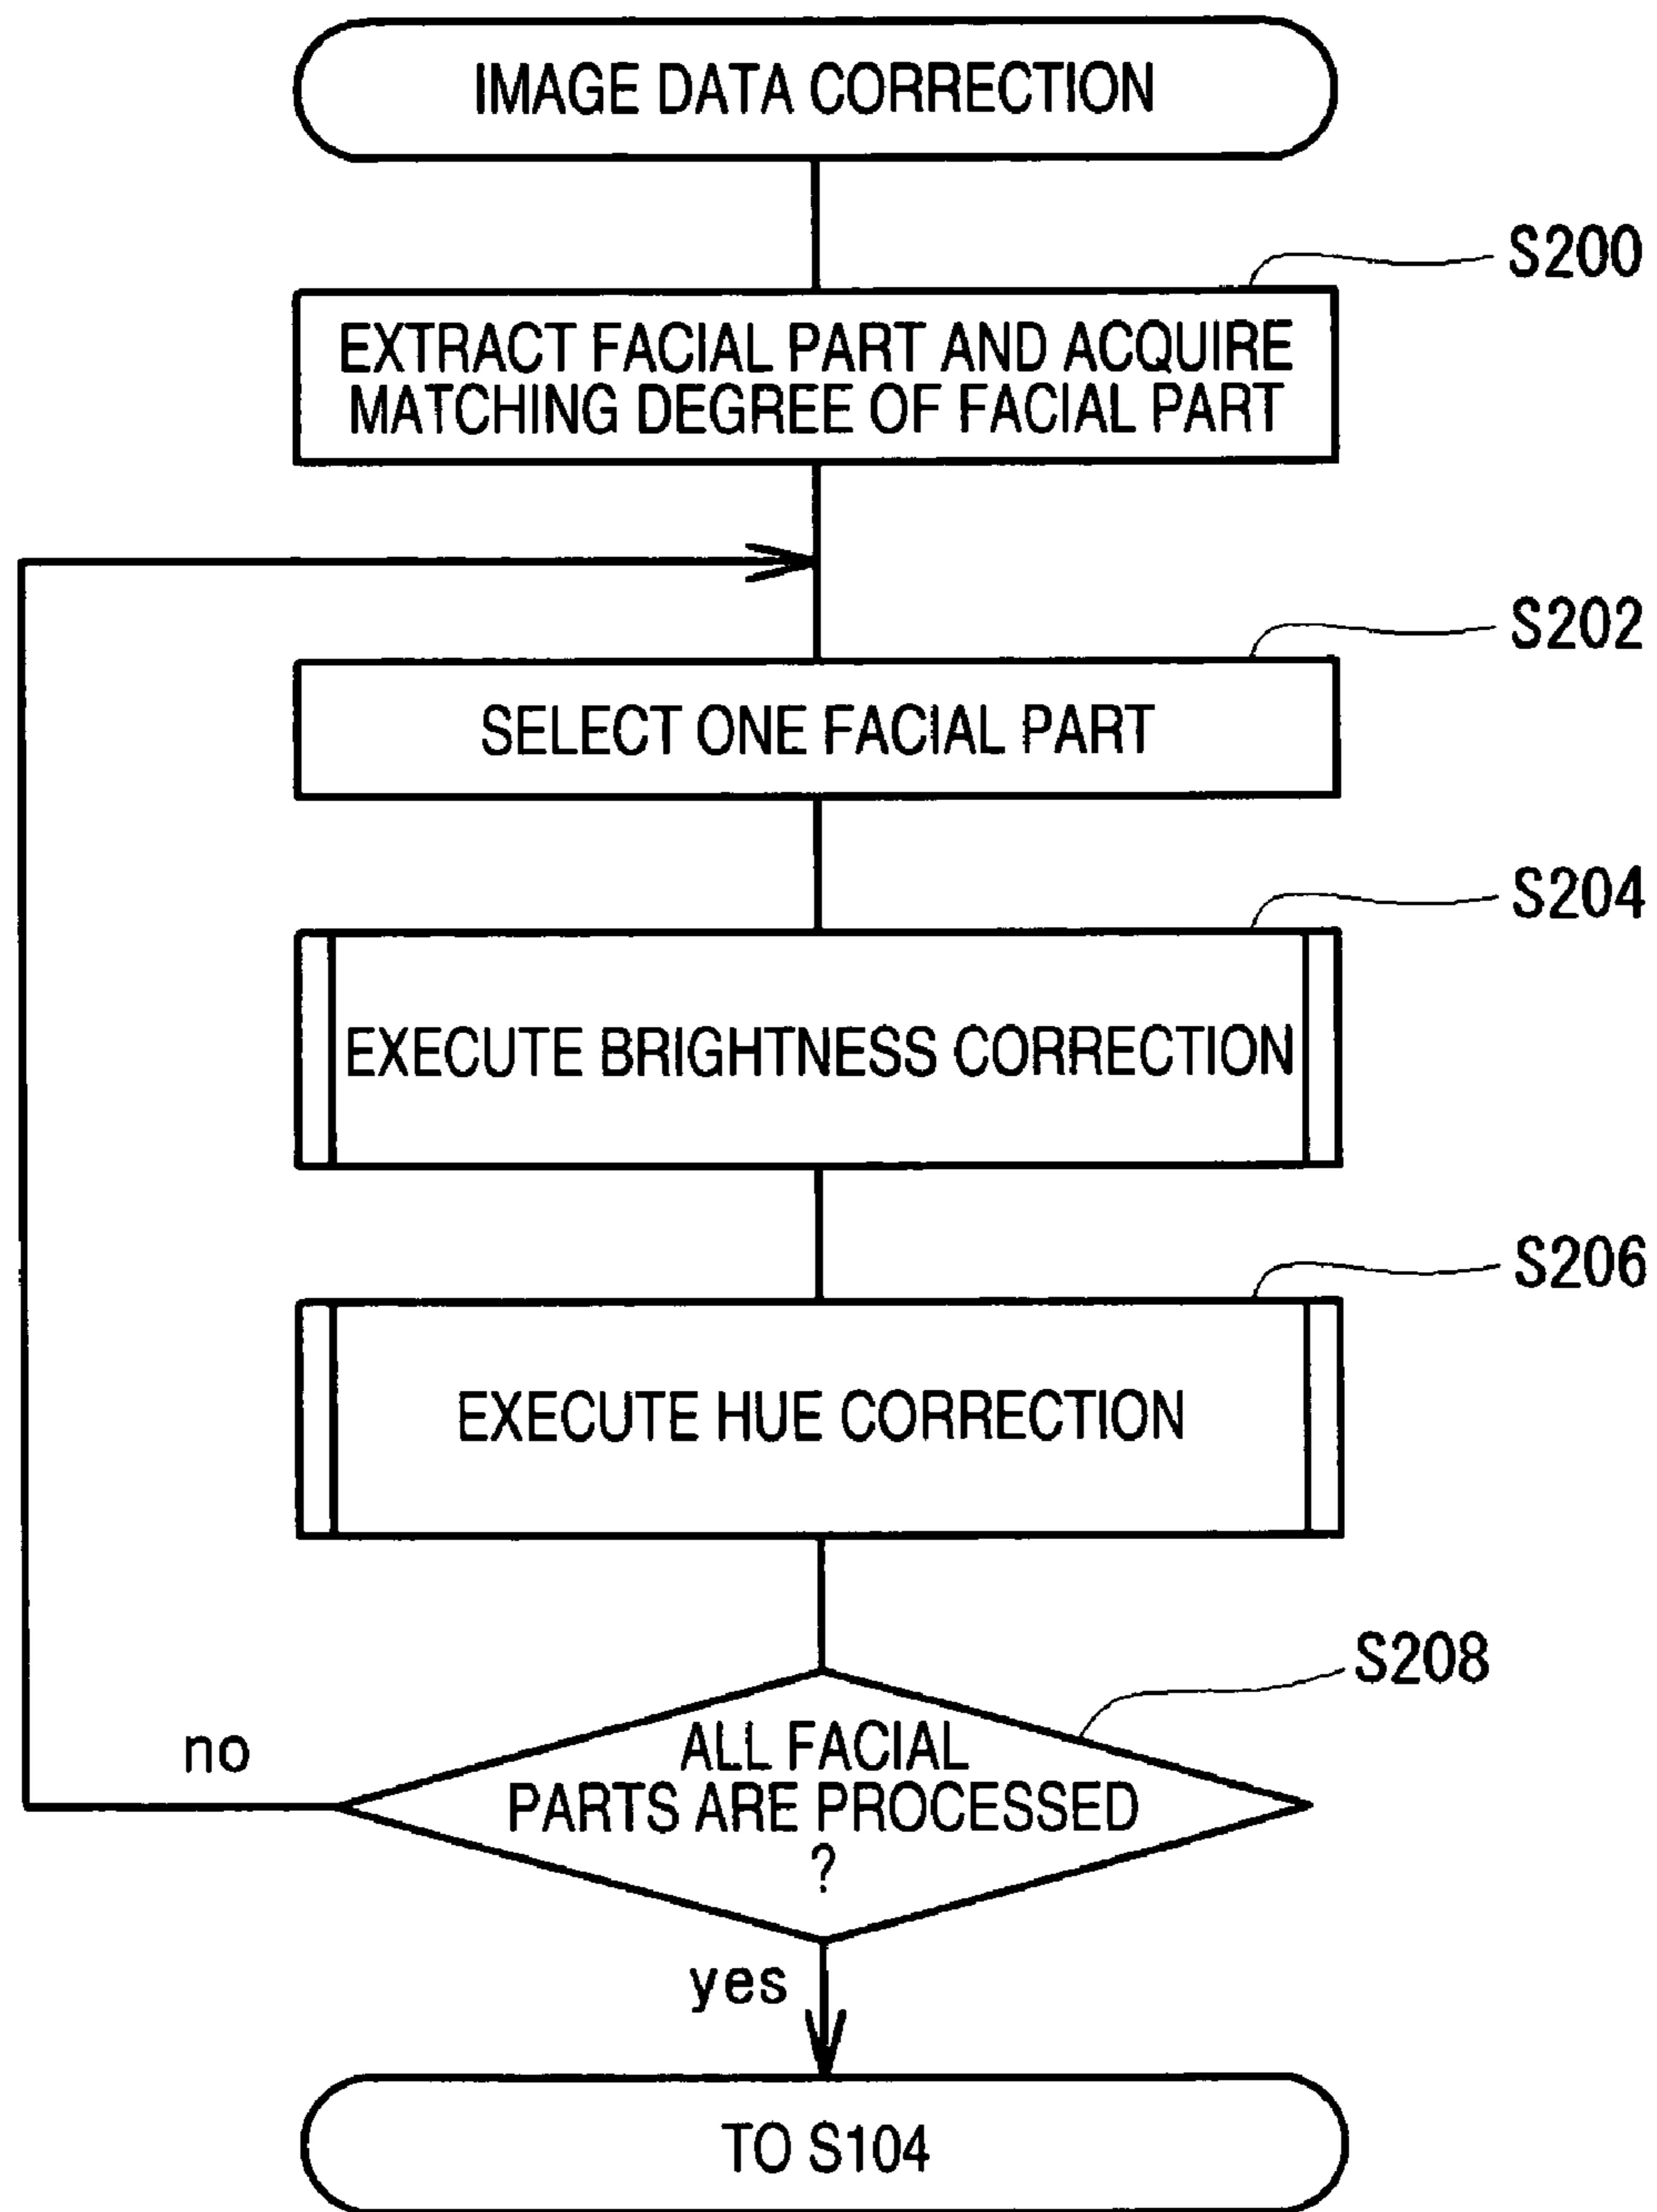 IMAGE DATA CORRECTION
S200
EXTRACT FACIAL PART AND ACQUIRE
MATCHING DEGREE OF FACIAL PART
S202
SELECT ONE FACIAL PART
S204
EXECUTE BRIGHTNESS CORRECTION
S206
EXECUTE HUE CORRECTION
S208
ALL FACIAL
no
PARTS ARE PROCESSED
?
yes
TO S104